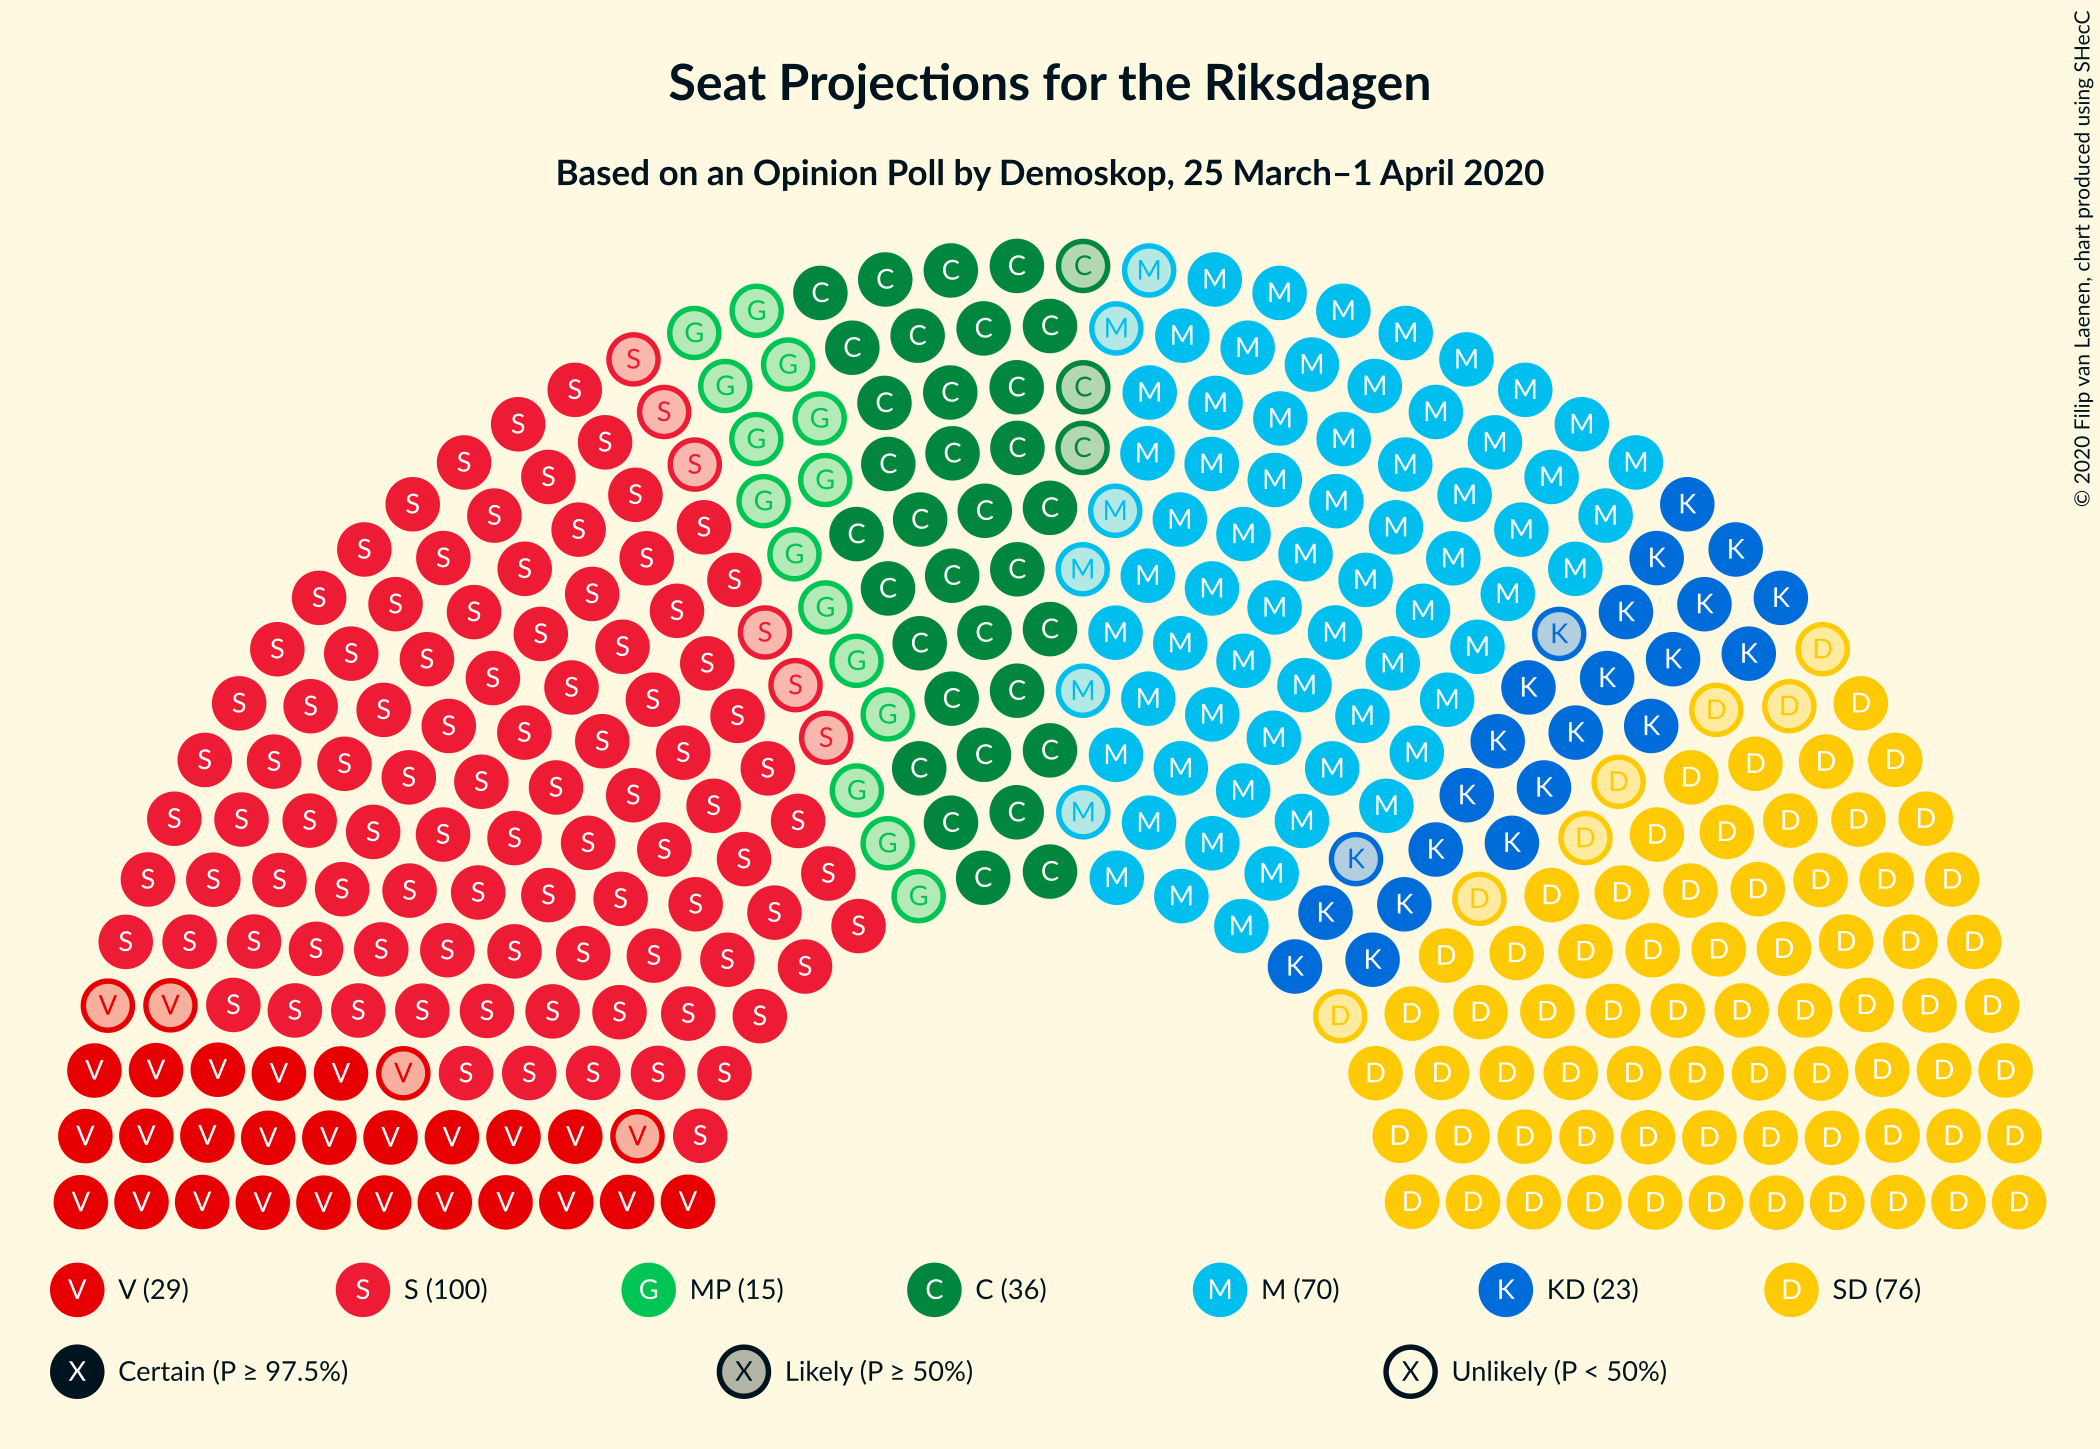 Seat Projections for the Riksdagen
Based on an Opinion Poll by Demoskop, 25 March–1 April 2020
© 2020 Filip van Laenen, chart produced using SHecC
V V (29) S S (100) G MP (15) C C (36) M M (70) K KD (23) D SD (76)
X Certain (P ≥ 97.5%) X Likely (P ≥ 50%) X Unlikely (P < 50%)